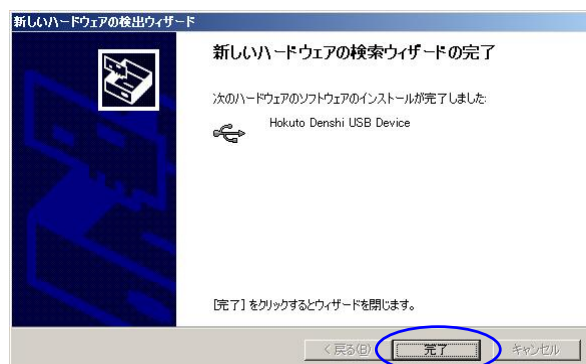 新しいハードウェアの検出ウィザード
新しいハードウェアの検索ウィザードの完了
次のハードウェアのソフトウェアのインストールが完了しました:
Hokuto Denshi USB Device
[完了] をクリックするとウィザードを閉じます。
< 戻る(B)
完了
キャンセル